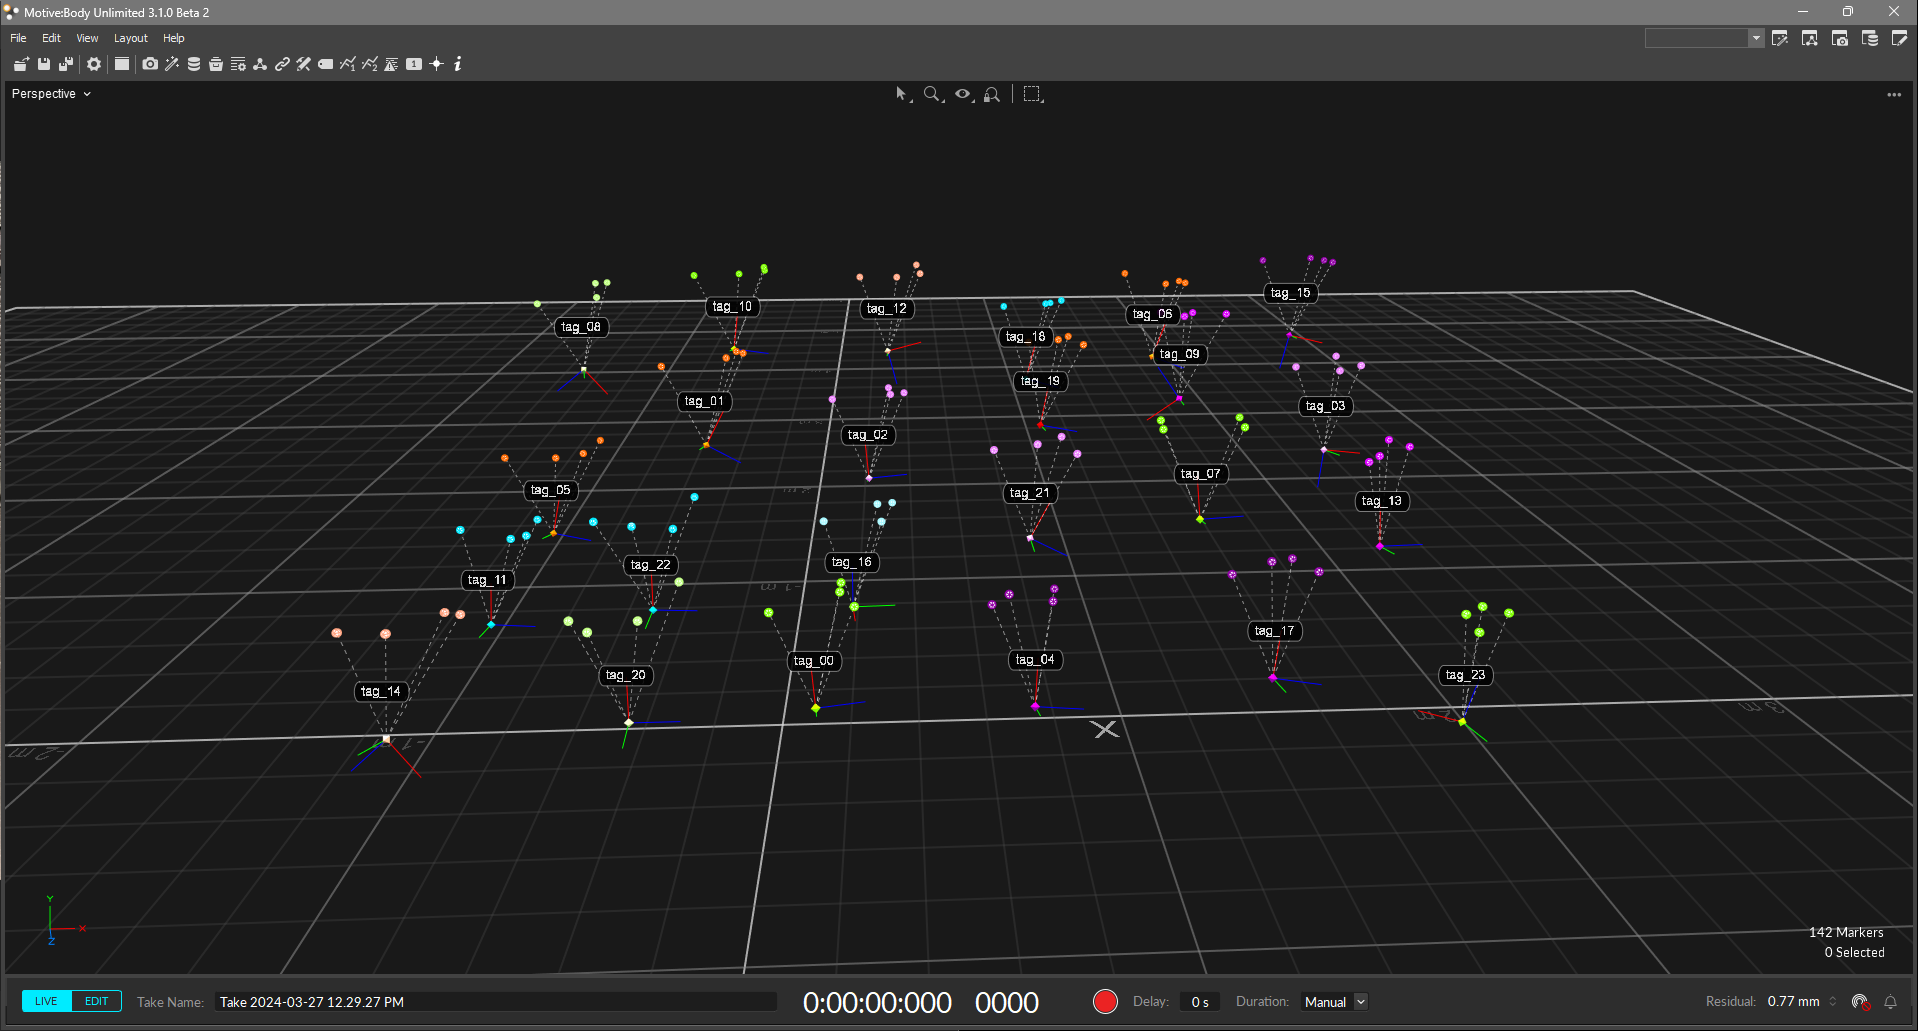 Motive:Body Unlimited 3.1.0 Beta 2
File Edit View Layout Help
1 2 1
Perspective
tag_15
tag_10 tag_12
tag_06
tag_08
tag_18
tag_09
tag_19
tag_01 tag_03
tag_02
tag_07
tag_05 tag_21
tag_13
tag_16
tag_22
tag_11
tag_17
tag_00 tag_04
tag_20 tag_23
tag_14
Y
X
Z
142 Markers
0 Selected
LIVE EDIT Take Name: Take 2024-03-27 12.29.27 PM 0:00:00:000 0000 Delay: 0 s Duration: Manual Residual: 0.77 mm